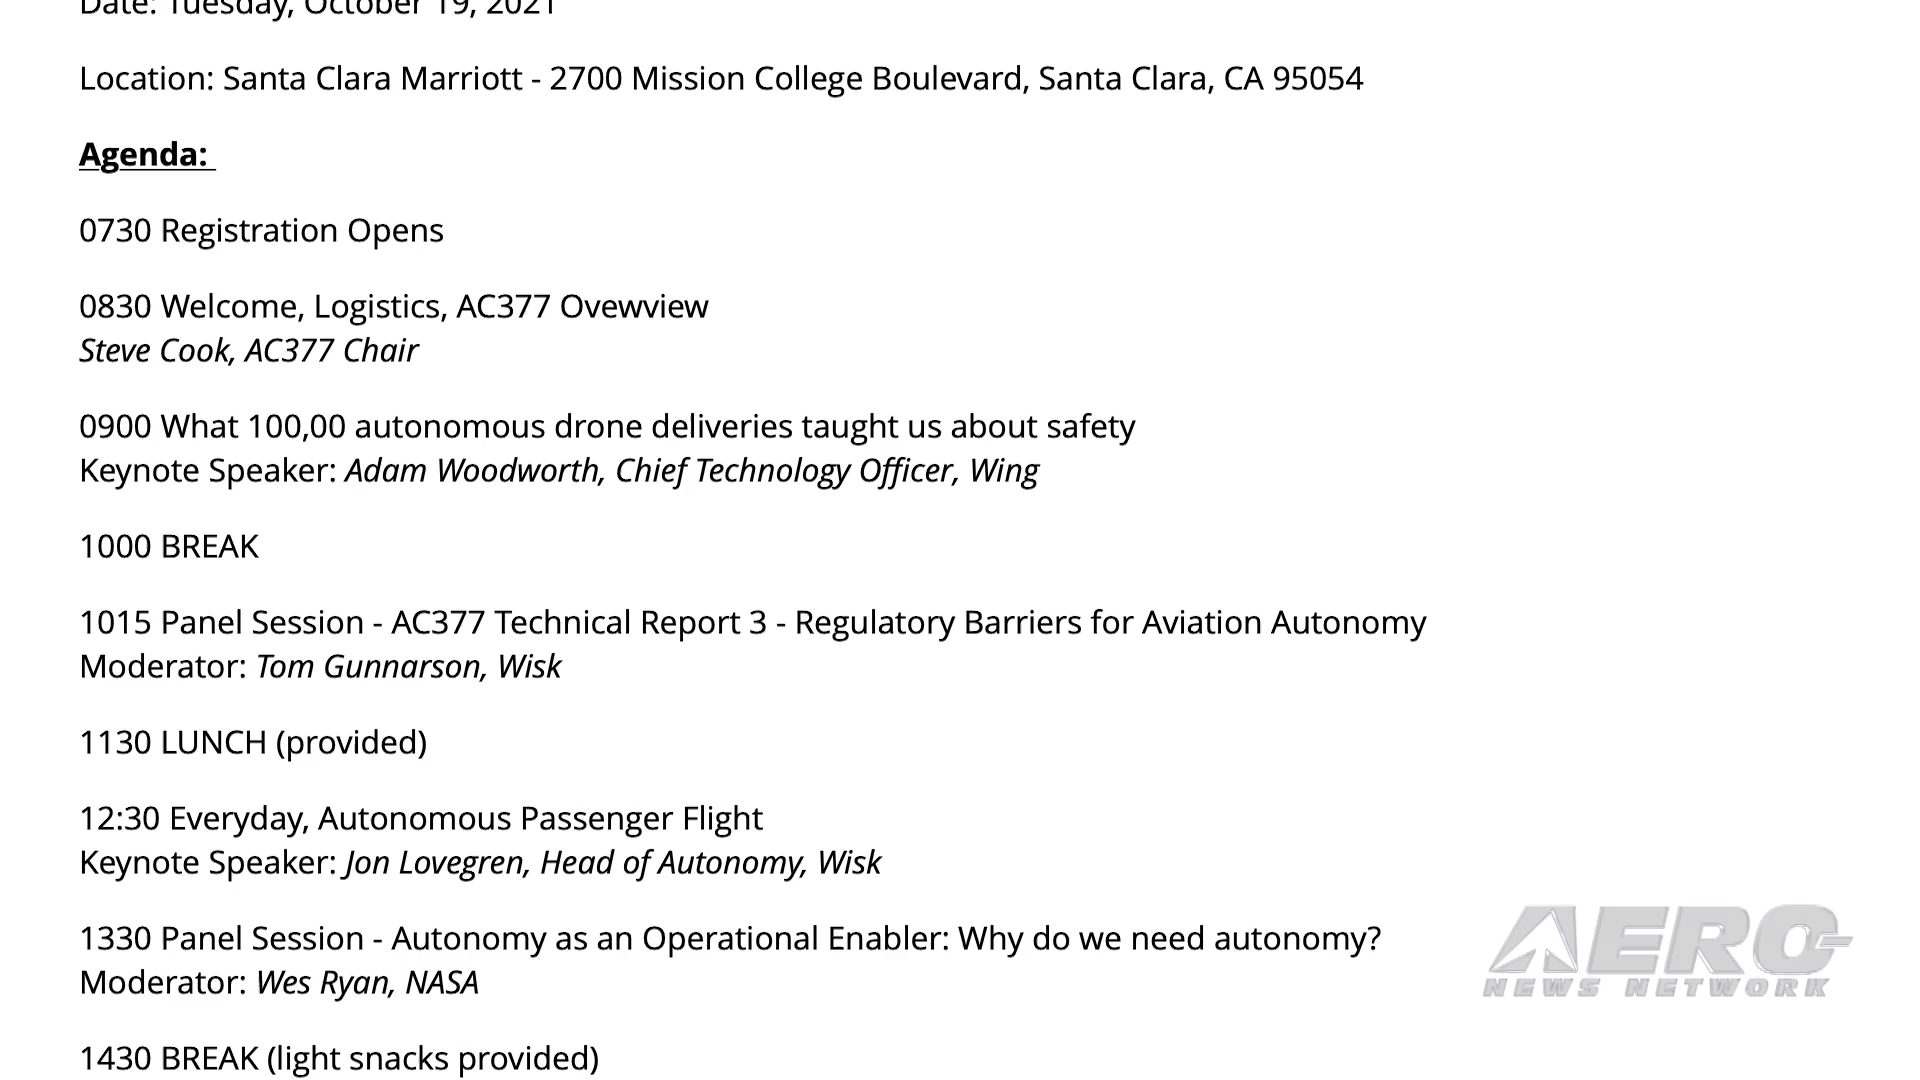 Date: Tuesday, October 19, 2021
Location: Santa Clara Marriott - 2700 Mission College Boulevard, Santa Clara, CA 95054
Agenda:
0730 Registration Opens
0830 Welcome, Logistics, AC377 Ovewview
Steve Cook, AC377 Chair
0900 What 100,00 autonomous drone deliveries taught us about safety
Keynote Speaker: Adam Woodworth, Chief Technology Officer, Wing
1000 BREAK
1015 Panel Session - AC377 Technical Report 3 - Regulatory Barriers for Aviation Autonomy
Moderator: Tom Gunnarson, Wisk
1130 LUNCH (provided)
12:30 Everyday, Autonomous Passenger Flight
Keynote Speaker: Jon Lovegren, Head of Autonomy, Wisk
1330 Panel Session - Autonomy as an Operational Enabler: Why do we need autonomy?
Moderator: Wes Ryan, NASA
1430 BREAK (light snacks provided)
AERO-
NEWS NETWORK